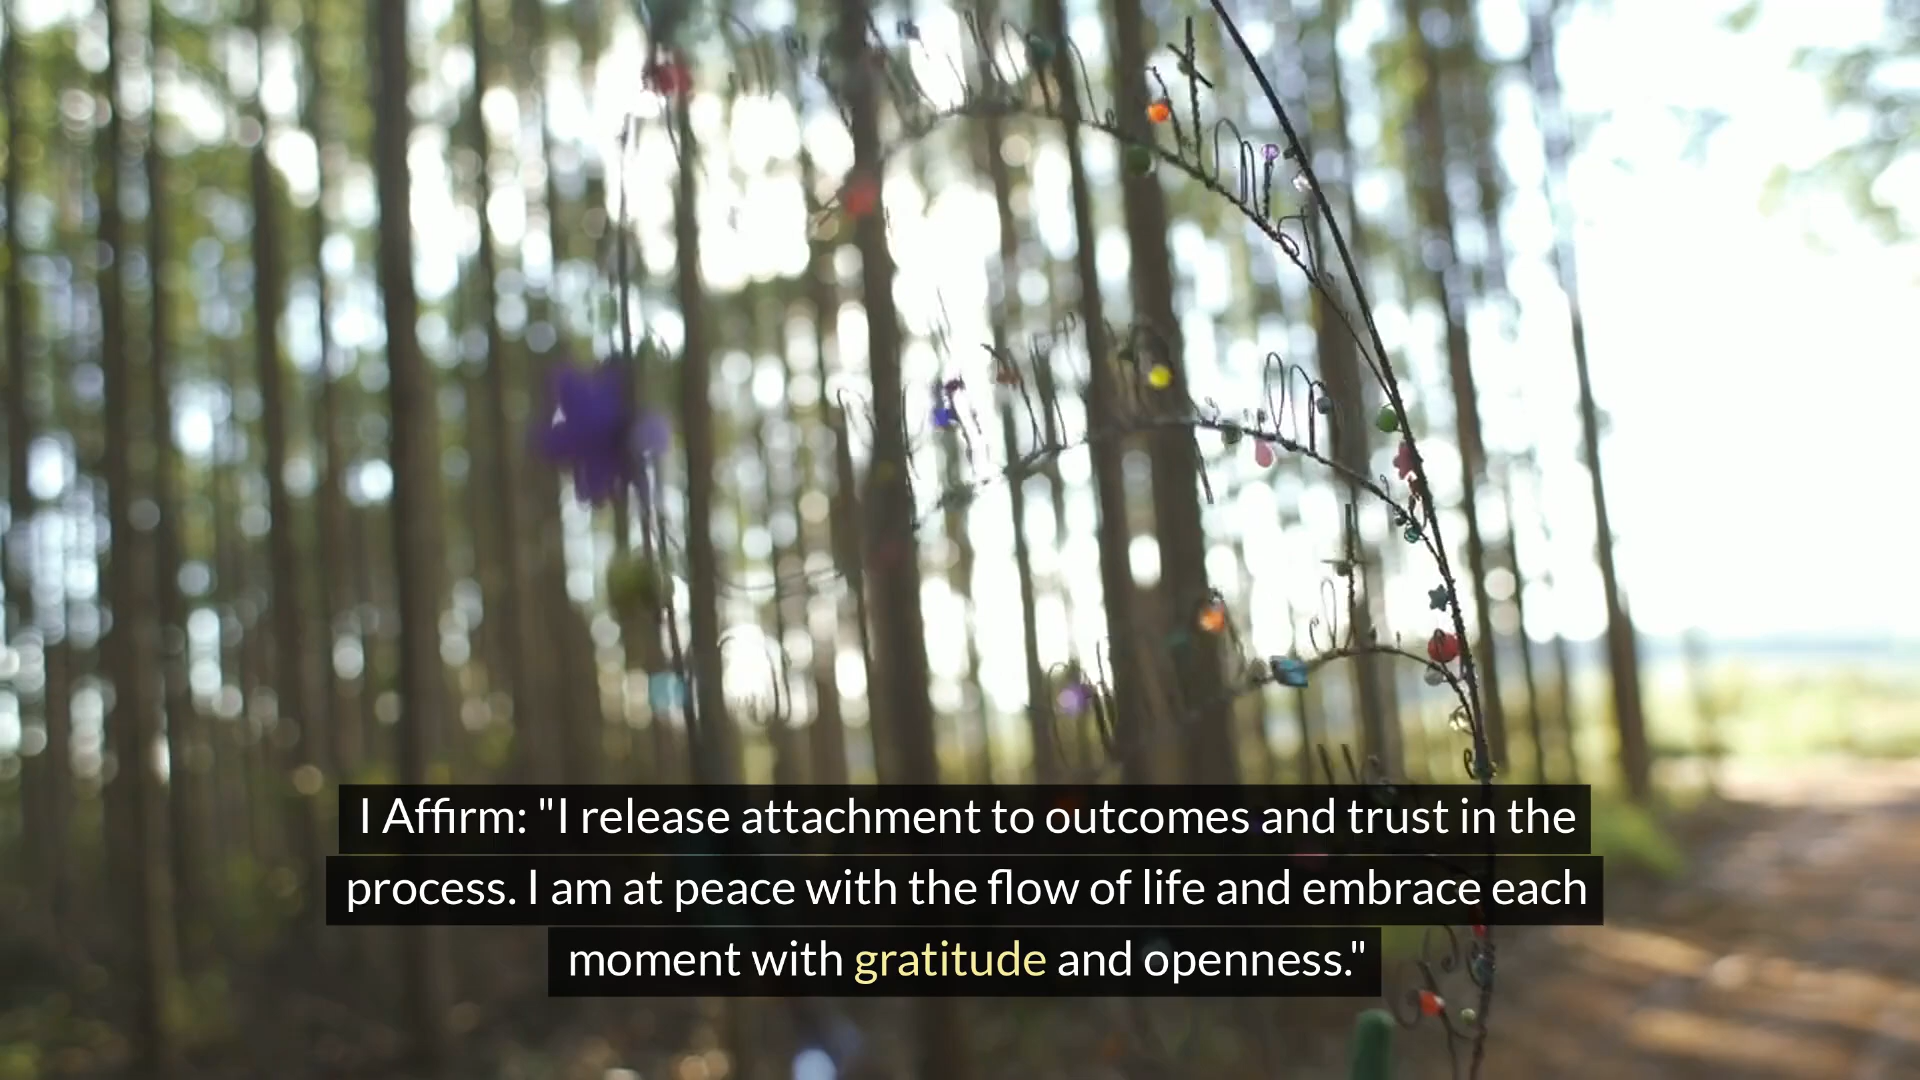 I Affirm: "I release attachment to outcomes and trust in the
process. I am at peace with the flow of life and embrace each
moment with gratitude and openness."